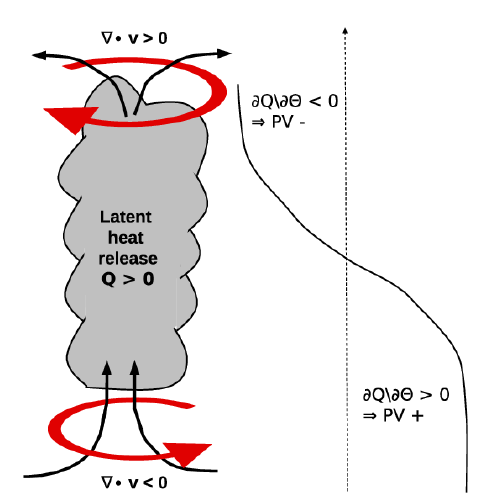 ∇• v > 0
∂Q\∂Θ < 0
⇒ PV -
Latent
heat
release
Q > 0
∂Q\∂Θ > 0
⇒ PV +
∇• v < 0